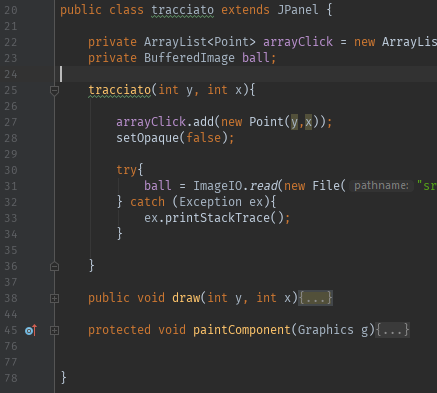 20 public class tracciato extends JPanel {
21
22 private ArrayList<Point> arrayClick = new ArrayLis
23 private BufferedImage ball;
24
25 tracciato(int y, int x){
26
27 arrayClick.add(new Point(y,x));
28 setOpaque(false);
29
30 try{
31 ball = ImageIO.read(new File( pathname: "sr
32 } catch (Exception ex){
33 ex.printStackTrace();
34 }
35
36 }
37
38 public void draw(int y, int x){...}
44
45 protected void paintComponent(Graphics g){...}
76
77
78 }